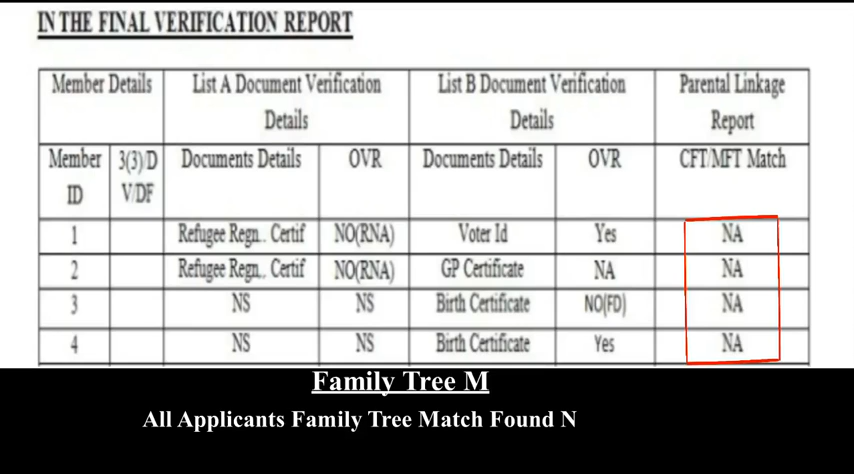 IN THE FINAL VERIFICATION REPORT
Member Details List A Document Verification Details List B Document Verification Details Parental Linkage Report
Member ID 3(3)/D V/DF Documents Details OVR Documents Details OVR CFT/MFT Match
1 Refugee Regn.. Certif NO(RNA) Voter Id Yes NA
2 Refugee Regn.. Certif NO(RNA) GP Certificate NA NA
3 NS NS Birth Certificate NO(FD) NA
4 NS NS Birth Certificate Yes NA
Family Tree M
All Applicants Family Tree Match Found N